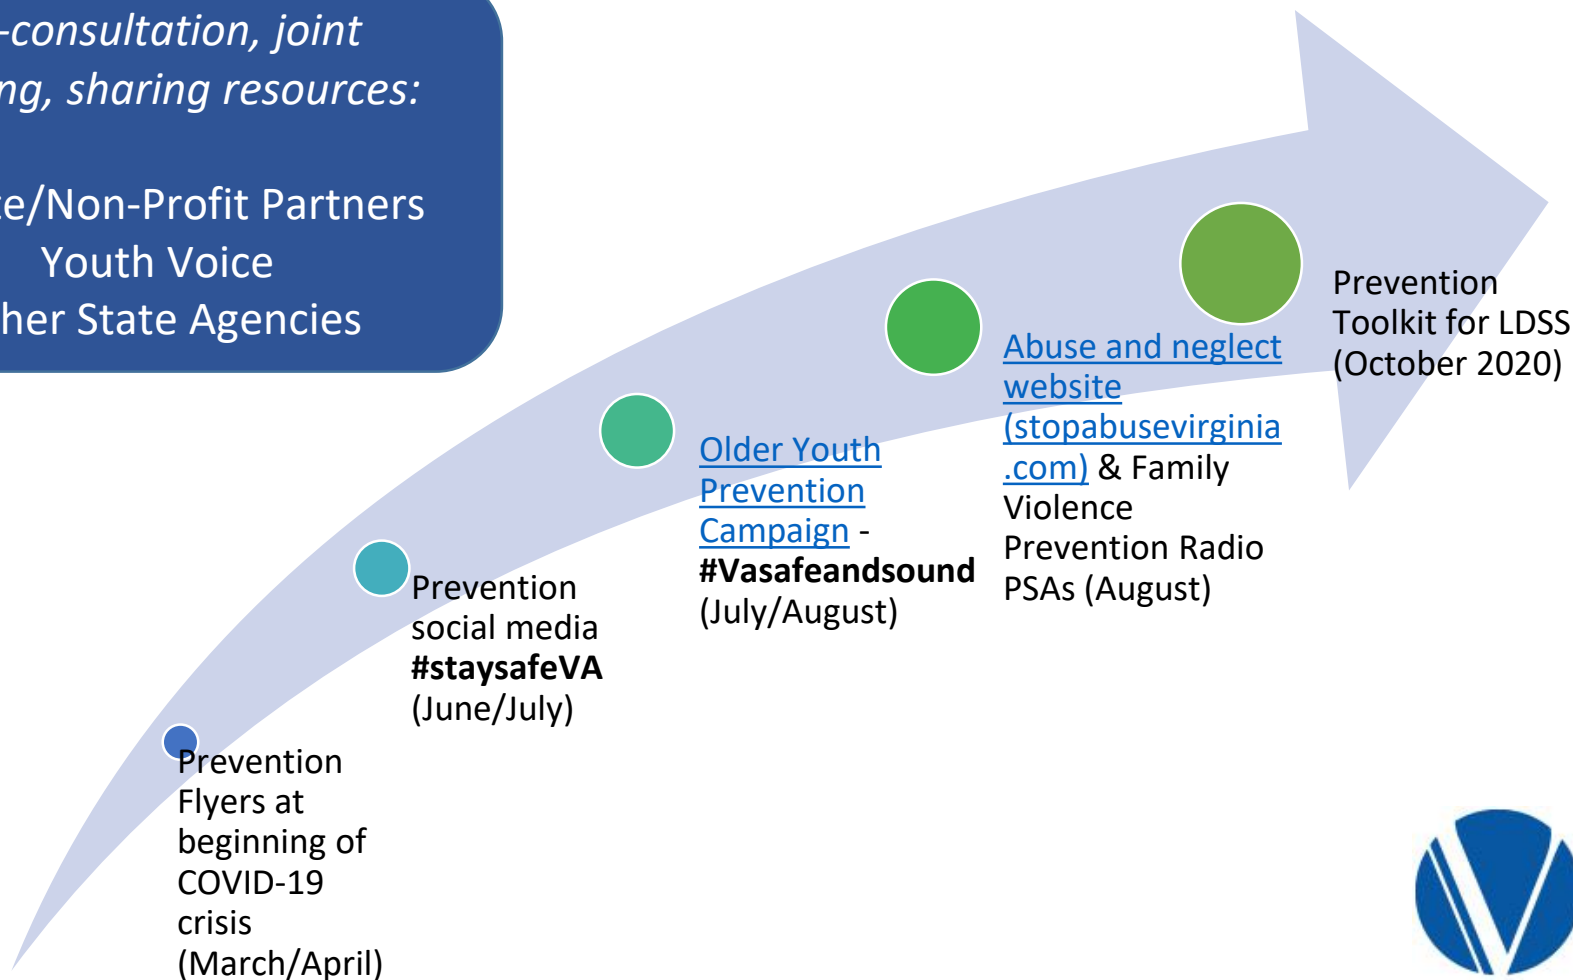 -consultation, joint
ng, sharing resources:
te/Non-Profit Partners
Youth Voice
her State Agencies
Prevention
Flyers at
beginning of
COVID-19
crisis
(March/April)
Prevention
social media
#staysafeVA
(June/July)
Older Youth
Prevention
Campaign -
#Vasafeandsound
(July/August)
Abuse and neglect
website
(stopabusevirginia
.com) & Family
Violence
Prevention Radio
PSAs (August)
Prevention
Toolkit for LDSS
(October 2020)